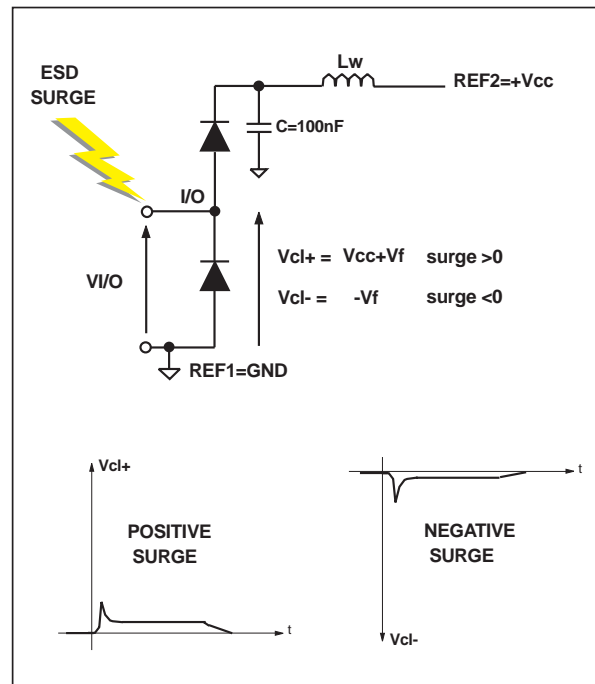 ESD
SURGE
Lw
REF2=+Vcc
C=100nF
I/O
VI/O
Vcl+ = Vcc+Vf surge >0
Vcl- = -Vf surge <0
REF1=GND
Vcl+
POSITIVE
SURGE
t
t
NEGATIVE
SURGE
Vcl-